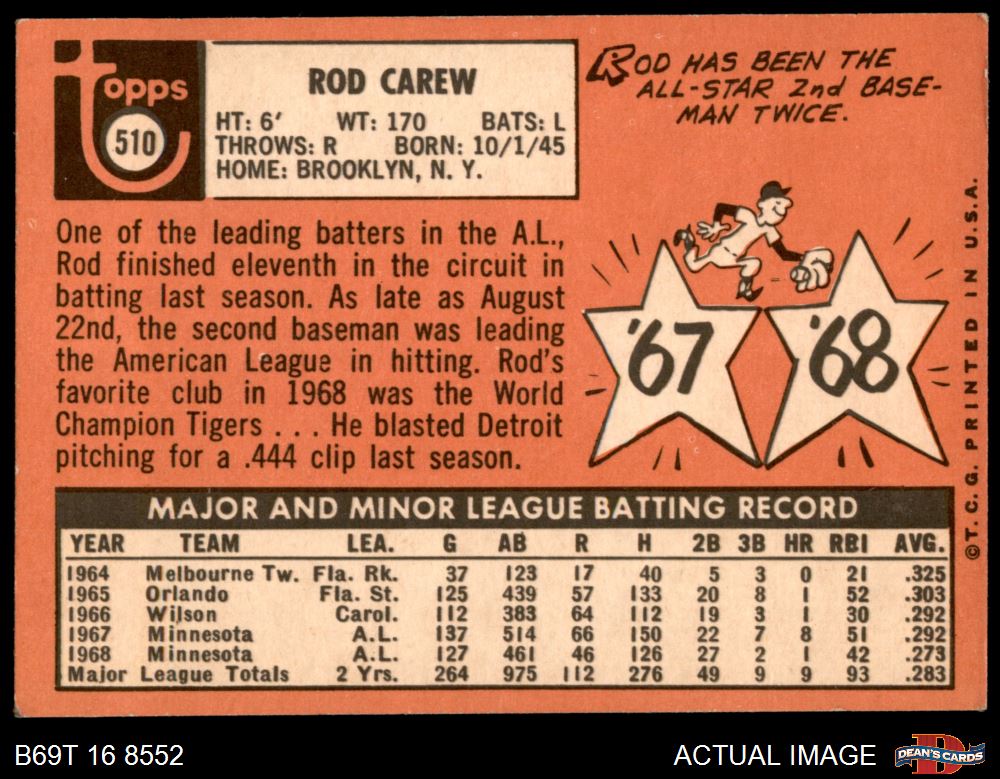 Topps
510
ROD CAREW
HT: 6' WT: 170 BATS: L
THROWS: R BORN: 10/1/45
HOME: BROOKLYN, N. Y.
ROD HAS BEEN THE
ALL-STAR 2nd BASE-
MAN TWICE.
'67
'68
One of the leading batters in the A.L.,
Rod finished eleventh in the circuit in
batting last season. As late as August
22nd, the second baseman was leading
the American League in hitting. Rod's
favorite club in 1968 was the World
Champion Tigers . . . He blasted Detroit
pitching for a .444 clip last season.
©T. C. G. PRINTED IN U.S.A.
MAJOR AND MINOR LEAGUE BATTING RECORD
YEAR TEAM LEA. G AB R H 2B 3B HR RBI AVG.
1964 Melbourne Tw. Fla. Rk. 37 123 17 40 5 3 0 21 .325
1965 Orlando Fla. St. 125 439 57 133 20 8 1 52 .303
1966 Wilson Carol. 112 383 64 112 19 3 1 30 .292
1967 Minnesota A.L. 137 514 66 150 22 7 8 51 .292
1968 Minnesota A.L. 127 461 46 126 27 2 1 42 .273
Major League Totals 2 Yrs. 264 975 112 276 49 9 9 93 .283
B69T 16 8552
ACTUAL IMAGE
DEAN'S CARDS